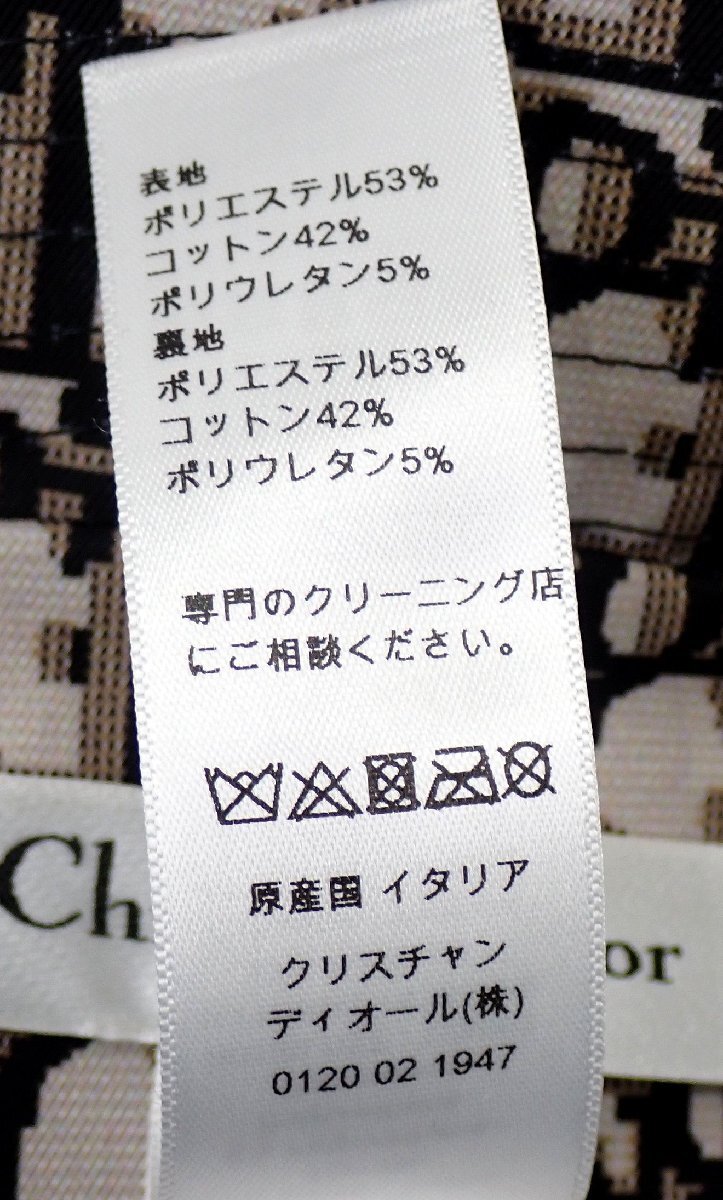 表地
ポリエステル53%
コットン42%
ポリウレタン5%
裏地
ポリエステル53%
コットン42%
ポリウレタン5%
専門のクリーニング店
にご相談ください。
原産国 イタリア
クリスチャン
ディオール(株)
0120 02 1947
Ch
or